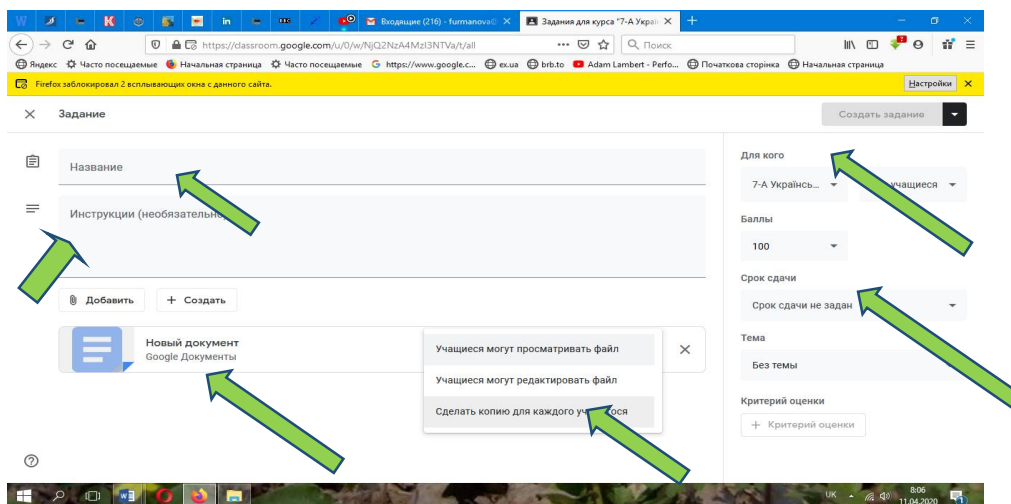 Входящие (216) - furmanova@
Задания для курса "7-А Украї
https://classroom.google.com/u/0/w/NjQ2NzA4MzI3NTVa/t/all
Поиск
Яндекс Часто посещаемые Начальная страница Часто посещаемые https://www.google.c... ex.ua brb.to Adam Lambert - Perfo... Початкова сторінка Начальная страница
Firefox заблокировал 2 всплывающих окна с данного сайта.
Настройки
Задание
Создать задание
Название
Инструкции (необязательно
Добавить
+ Создать
Новый документ
Google Документы
Учащиеся могут просматривать файл
Учащиеся могут редактировать файл
Сделать копию для каждого
Для кого
7-А Українсь...
учащиеся
Баллы
100
Срок сдачи
Срок сдачи не задан
Тема
Без темы
Критерий оценки
+ Критерий оценки
UK
8:06
11.04.2020